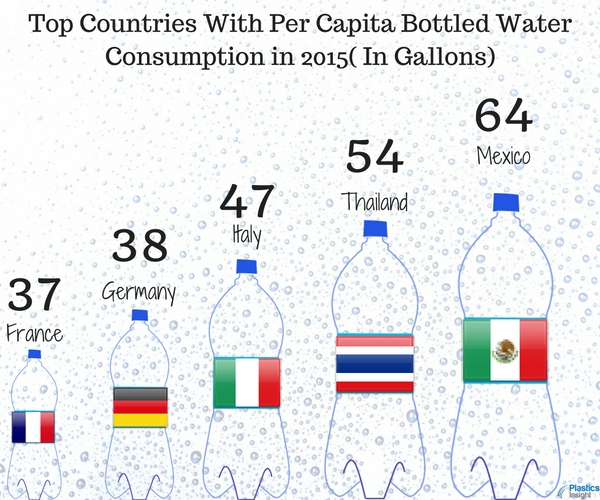 Top Countries With Per Capita Bottled Water
Consumption in 2015( In Gallons)
64
Mexico
54
Thailand
47
Italy
38
Germany
37
France
Plastics
Insight